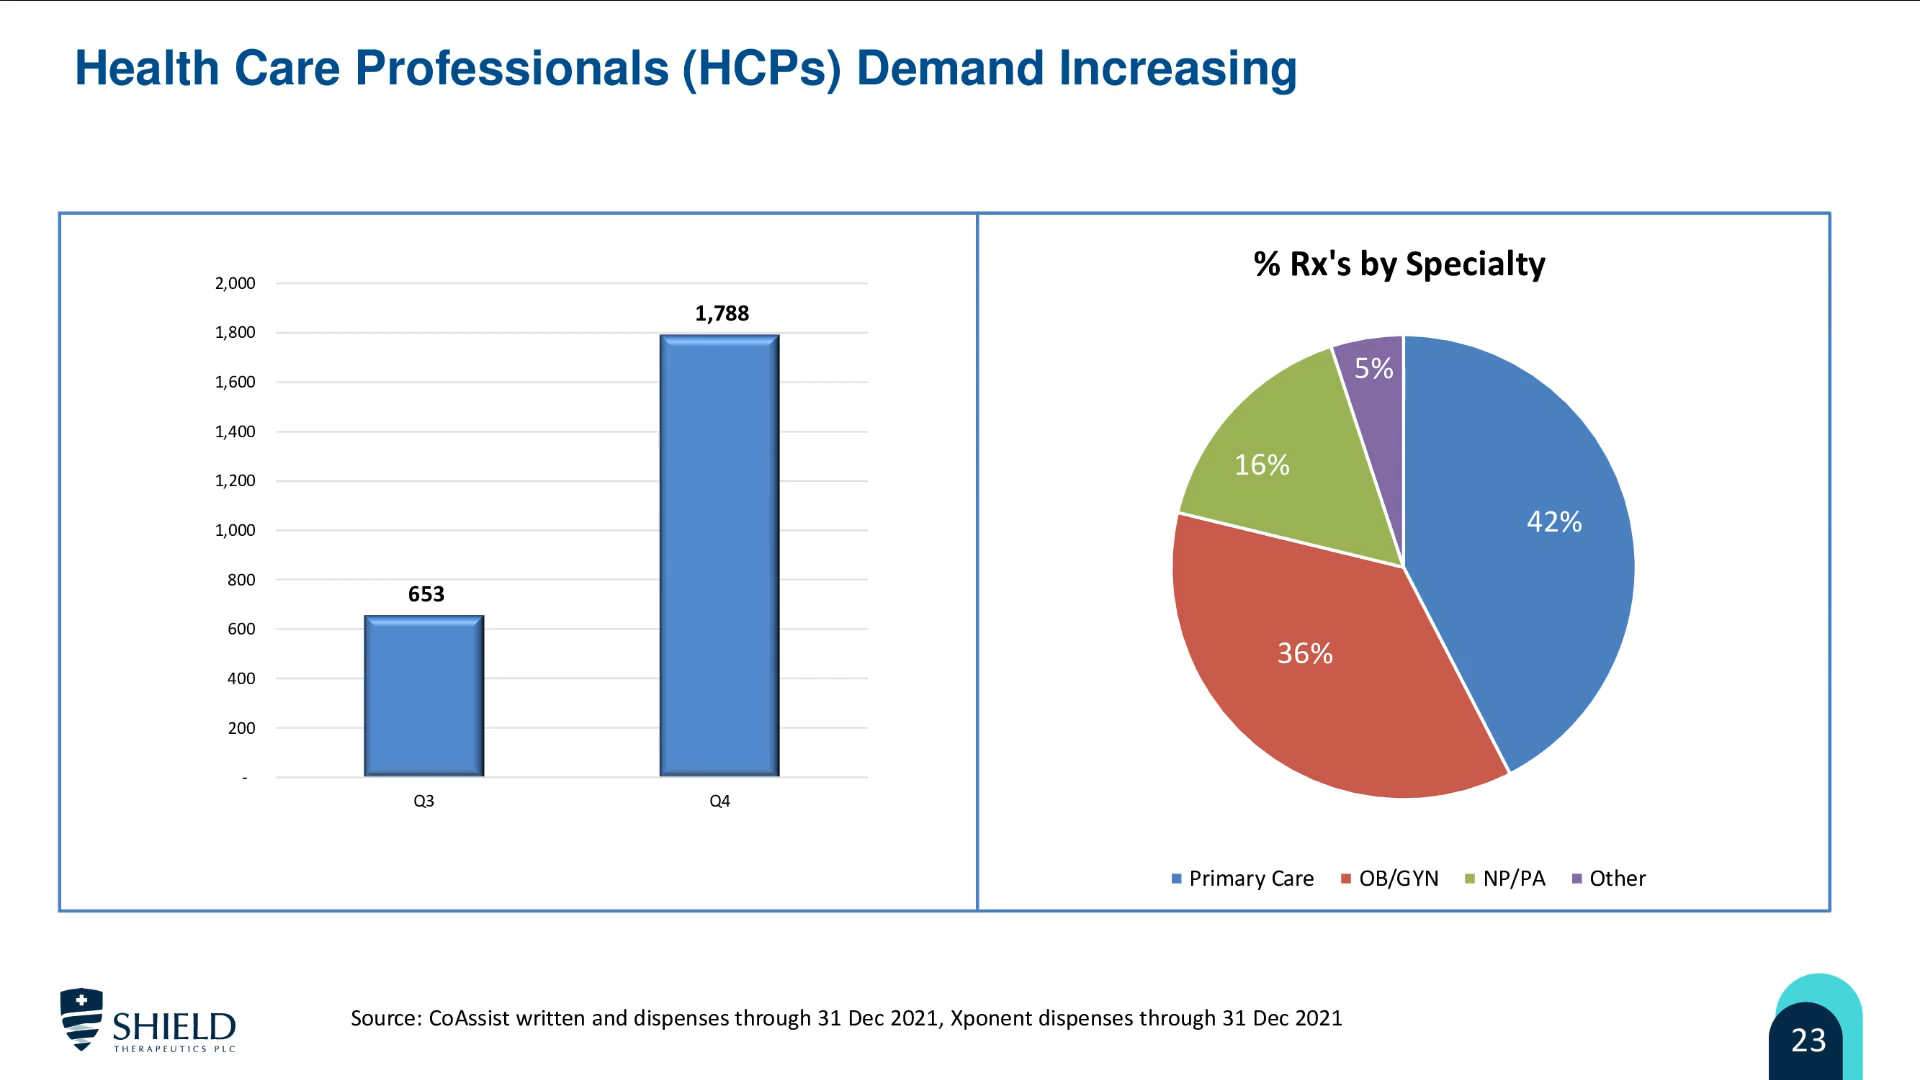 Health Care Professionals (HCPs) Demand Increasing
2,000
1,800
1,600
1,400
1,200
1,000
800
600
400
200
-
653
1,788
Q3
Q4
% Rx's by Specialty
5%
16%
42%
36%
Primary Care
OB/GYN
NP/PA
Other
SHIELD
THERAPEUTICS PLC
Source: CoAssist written and dispenses through 31 Dec 2021, Xponent dispenses through 31 Dec 2021
23